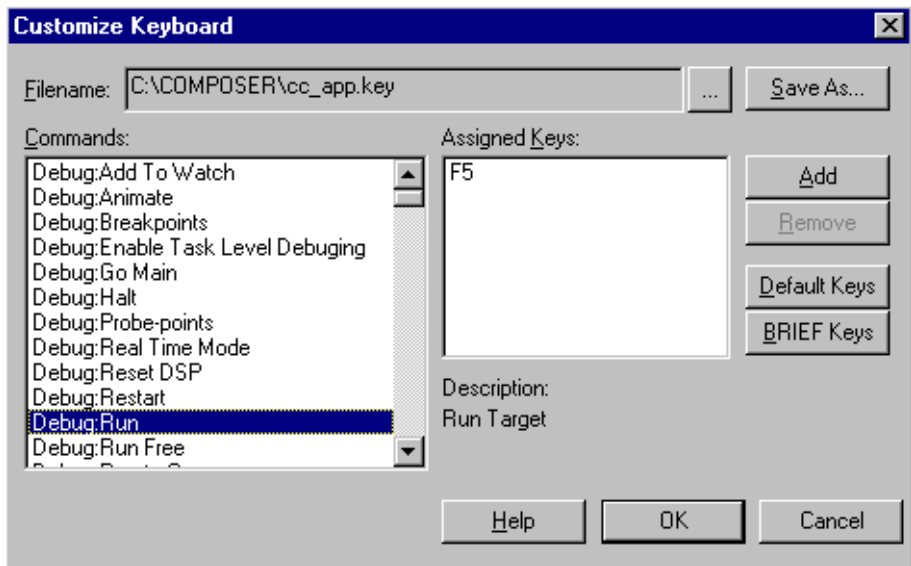 Customize Keyboard
Filename: C:\COMPOSER\cc_app.key ... Save As...
Commands:
Assigned Keys:
Debug:Add To Watch
Debug:Animate
Debug:Breakpoints
Debug:Enable Task Level Debuging
Debug:Go Main
Debug:Halt
Debug:Probe-points
Debug:Real Time Mode
Debug:Reset DSP
Debug:Restart
Debug:Run
Debug:Run Free
F5
Add
Remove
Default Keys
BRIEF Keys
Description:
Run Target
Help
OK
Cancel